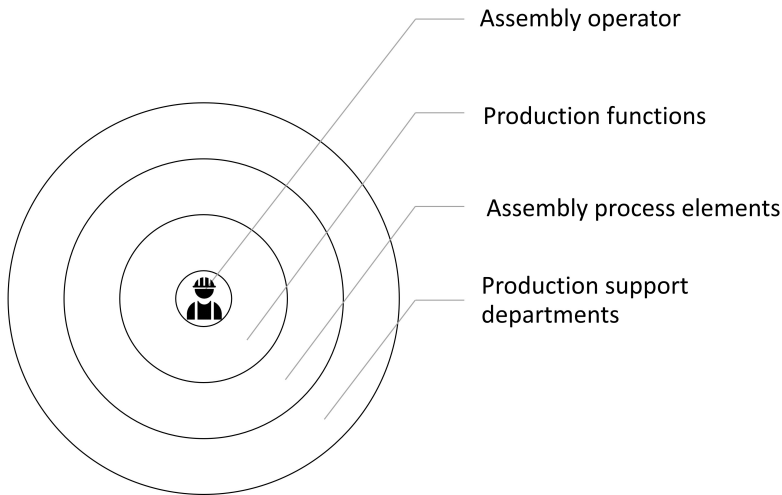 Assembly operator
Production functions
Assembly process elements
Production support
departments